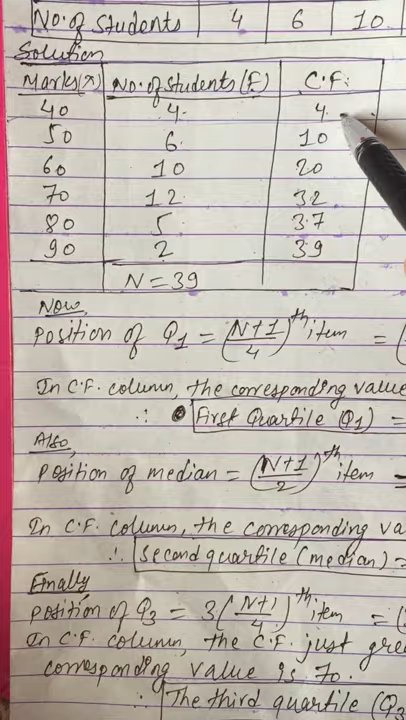 No. of Students 4 6 10
Solution
Marks(x) No. of students (F) C.F.
40 4 4
50 6 10
60 10 20
70 12 32
80 5 37
90 2 39
N = 39
Now,
position of Q1 = (N+1/4)th item = (
In C.F. column, the corresponding value
∴ First Quartile (Q1) =
Also,
position of median = (N+1/2)th item =
In C.F. column, the corresponding va
∴ Second quartile (median) =
Finally,
position of Q3 = 3(N+1/4)th item = (
In C.F. column, the C.F. just gre
corresponding value is 70.
∴ The third quartile (Q3